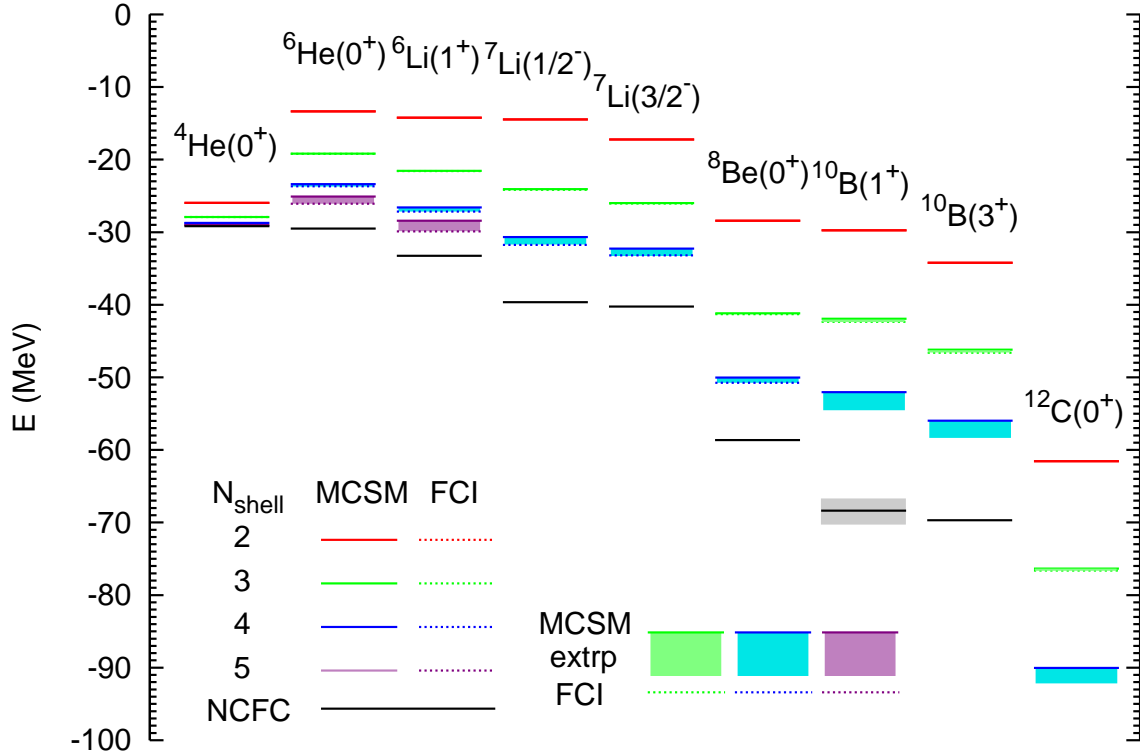 0
-10
-20
-30
-40
-50
-60
-70
-80
-90
-100
E (MeV)
⁴He(0⁺)
⁶He(0⁺)
⁶Li(1⁺)
⁷Li(1/2⁻)
⁷Li(3/2⁻)
⁸Be(0⁺)
¹⁰B(1⁺)
¹⁰B(3⁺)
¹²C(0⁺)
N_shell MCSM FCI
2
3
4
5
NCFC
MCSM
extrp
FCI